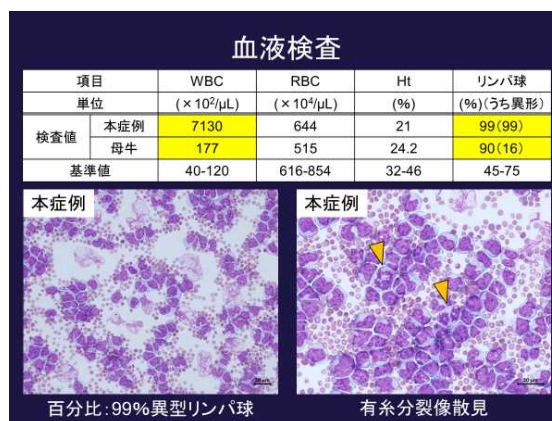 血液検査
項目 WBC RBC Ht リンパ球
単位 (×10²/μL) (×10⁴/μL) (%) (%)(うち異形)
検査値 本症例 7130 644 21 99(99)
母牛 177 515 24.2 90(16)
基準値 40-120 616-854 32-46 45-75
本症例 本症例
百分比:99%異型リンパ球 有糸分裂像散見